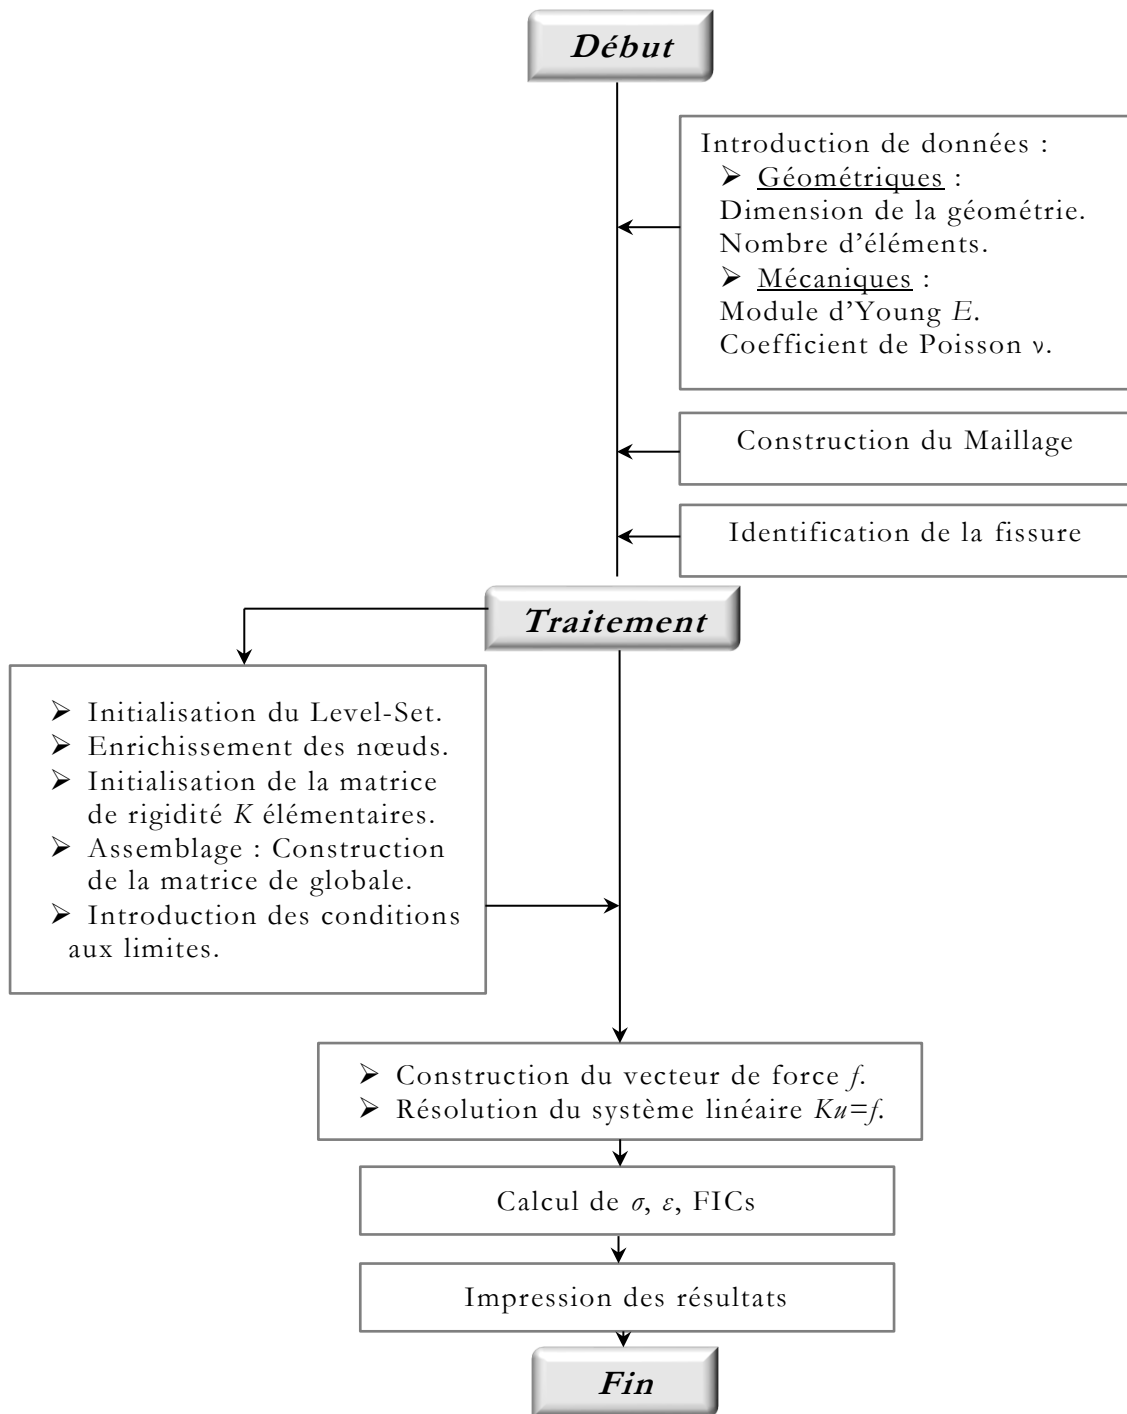 Début
Introduction de données :
➢ Géométriques :
Dimension de la géométrie.
Nombre d’éléments.
➢ Mécaniques :
Module d’Young E.
Coefficient de Poisson ν.
Construction du Maillage
Identification de la fissure
Traitement
➢ Initialisation du Level-Set.
➢ Enrichissement des nœuds.
➢ Initialisation de la matrice
de rigidité K élémentaires.
➢ Assemblage : Construction
de la matrice de globale.
➢ Introduction des conditions
aux limites.
➢ Construction du vecteur de force f.
➢ Résolution du système linéaire Ku=f.
Calcul de σ, ε, FICs
Impression des résultats
Fin